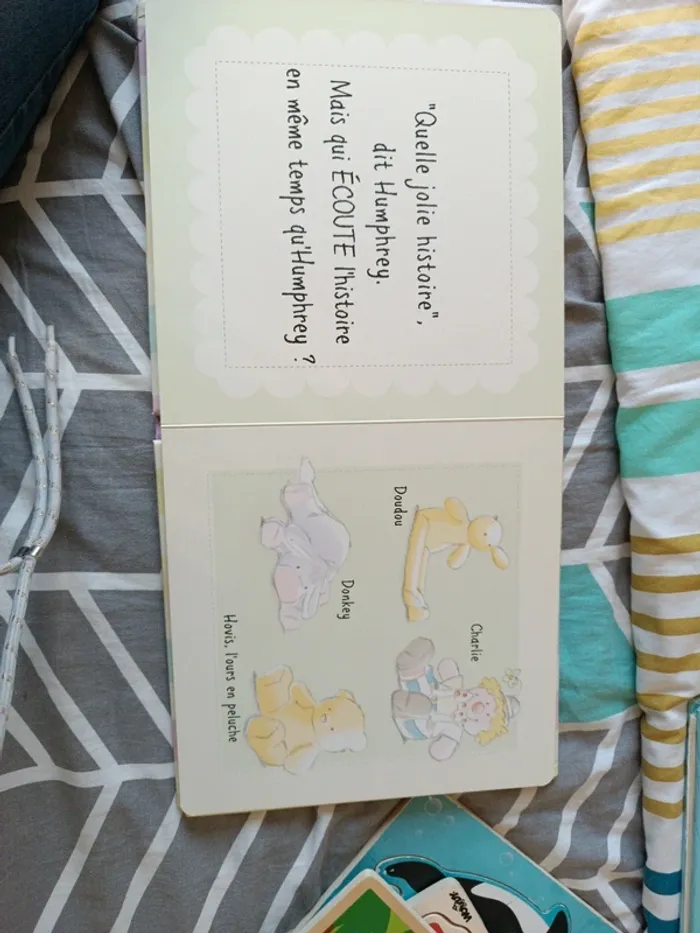 "Quelle jolie histoire",
dit Humphrey.
Mais qui ÉCOUTE l'histoire
en même temps qu'Humphrey ?
Doudou
Charlie
Donkey
Hovis, l'ours en peluche